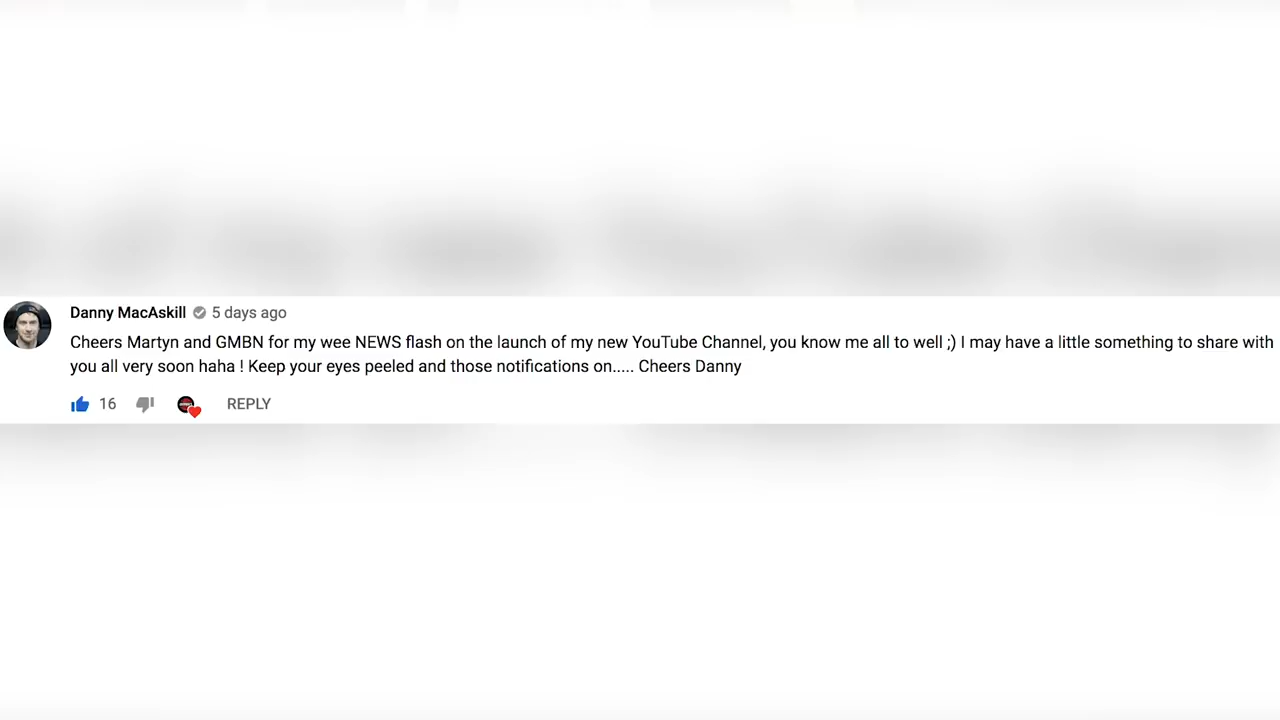 Danny MacAskill 5 days ago
Cheers Martyn and GMBN for my wee NEWS flash on the launch of my new YouTube Channel, you know me all to well ;) I may have a little something to share with
you all very soon haha ! Keep your eyes peeled and those notifications on..... Cheers Danny
16 REPLY